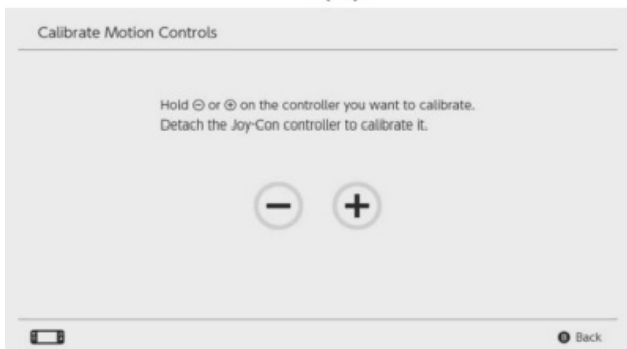 Calibrate Motion Controls
Hold ⊖ or ⊕ on the controller you want to calibrate.
Detach the Joy-Con controller to calibrate it.
− +
B Back